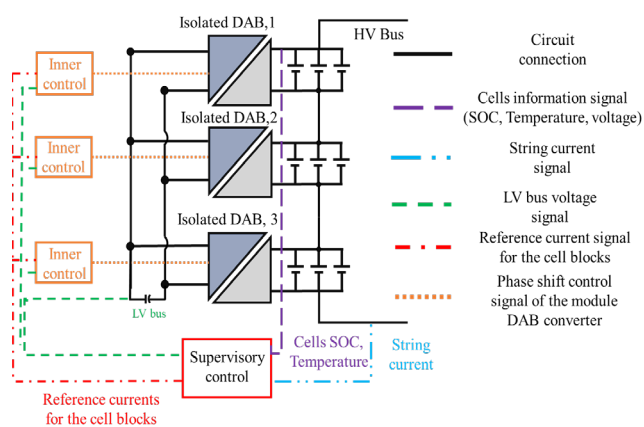 Isolated DAB,1
HV Bus
Circuit
connection
Inner
control
Cells information signal
(SOC, Temperature, voltage)
Isolated DAB,2
Inner
control
String current
signal
LV bus voltage
signal
Isolated DAB, 3
Inner
control
Reference current signal
for the cell blocks
LV bus
Phase shift control
signal of the module
DAB converter
Supervisory
control
Cells SOC,
Temperature
String
current
Reference currents
for the cell blocks